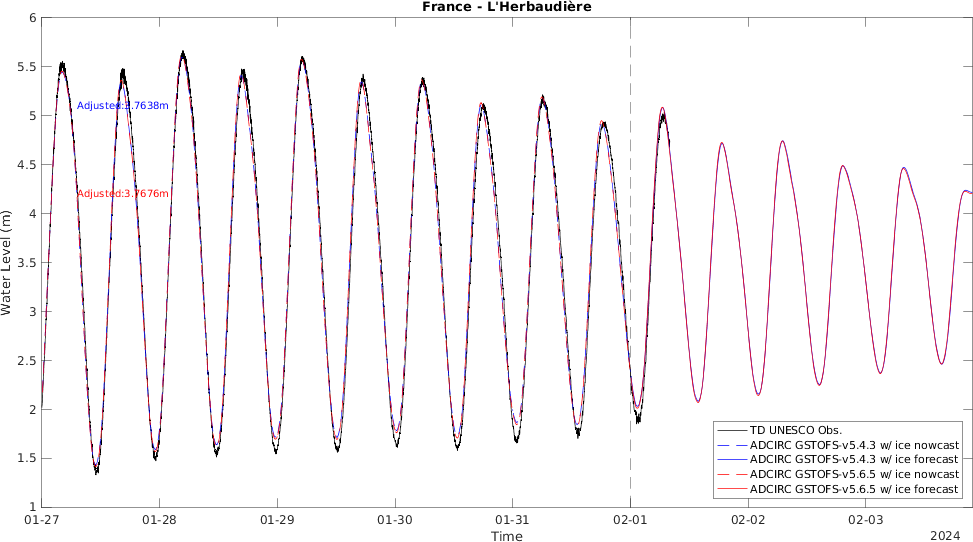 France - L'Herbaudière
Water Level (m)
6
5.5
5
4.5
4
3.5
3
2.5
2
1.5
1
Adjusted:3.7638m
Adjusted:3.7676m
TD UNESCO Obs.
ADCIRC GSTOFS-v5.4.3 w/ ice nowcast
ADCIRC GSTOFS-v5.4.3 w/ ice forecast
ADCIRC GSTOFS-v5.6.5 w/ ice nowcast
ADCIRC GSTOFS-v5.6.5 w/ ice forecast
01-27 01-28 01-29 01-30 01-31 02-01 02-02 02-03
Time
2024